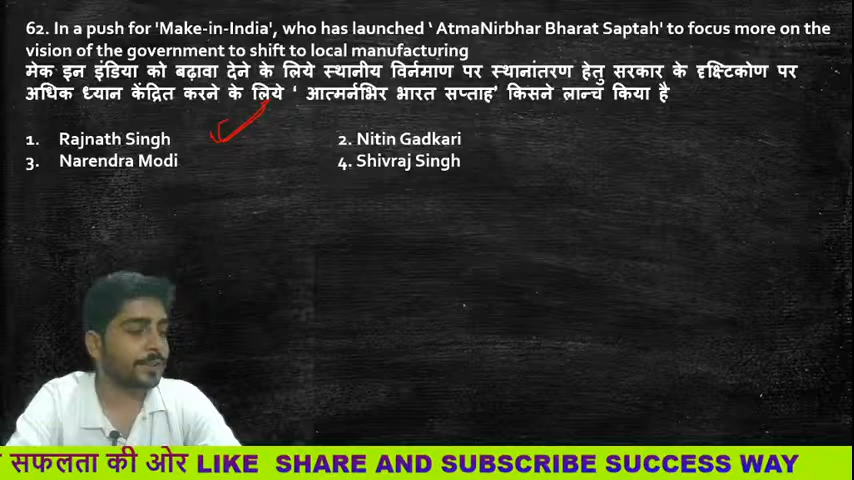 62. In a push for 'Make-in-India', who has launched ‘ AtmaNirbhar Bharat Saptah' to focus more on the
vision of the government to shift to local manufacturing
मेक इन इंडिया को बढ़ावा देने के लिये स्थानीय विर्नमाण पर स्थानांतरण हेतु सरकार के दृक्ष्टिकोण पर
अधिक ध्यान केंद्रित करने के लिये ‘ आत्मर्नभिर भारत सप्ताह’ किसने लान्च किया है
1. Rajnath Singh 2. Nitin Gadkari
3. Narendra Modi 4. Shivraj Singh
सफलता की ओर LIKE SHARE AND SUBSCRIBE SUCCESS WAY